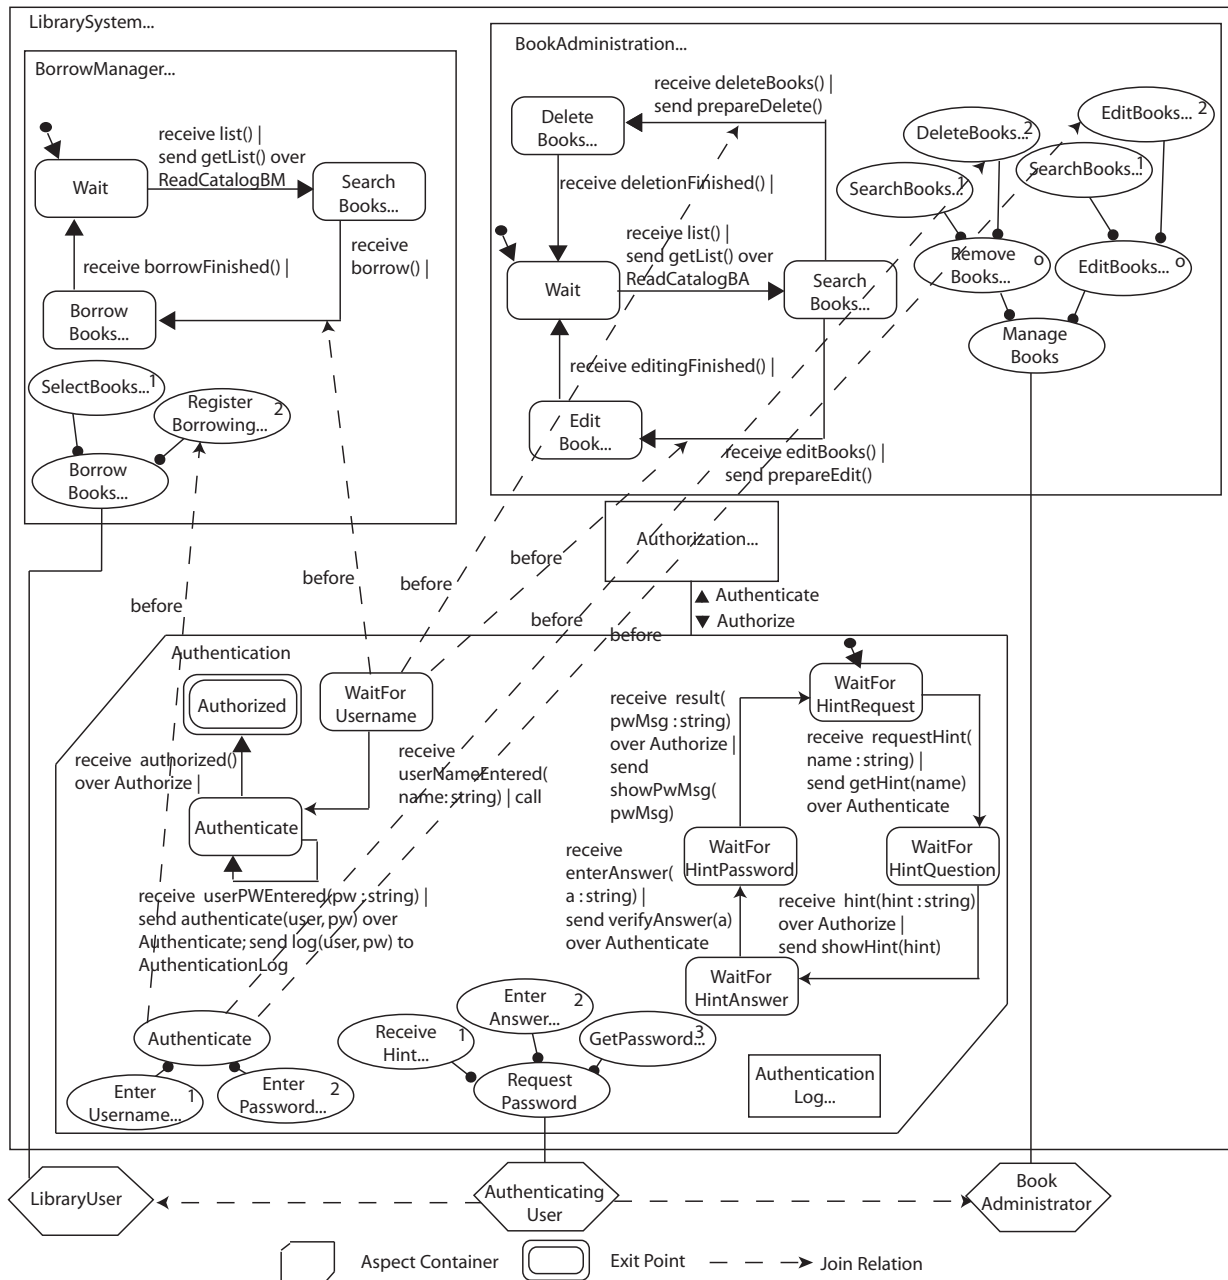 LibrarySystem...
BorrowManager...
receive list() |
send getList() over
ReadCatalogBM
Wait
Search
Books...
receive borrowFinished() |
receive
borrow() |
Borrow
Books...
SelectBooks...
1
Register
Borrowing...
2
Borrow
Books...
BookAdministration...
receive deleteBooks() |
send prepareDelete()
Delete
Books...
receive deletionFinished() |
receive list() |
send getList() over
ReadCatalogBA
Wait
Search
Books...
receive editingFinished() |
Edit
Book...
receive editBooks() |
send prepareEdit()
DeleteBooks...
2
EditBooks...
2
SearchBooks...
1
SearchBooks...
1
Remove
Books...
o
EditBooks...
o
Manage
Books
Authorization...
▲ Authenticate
▼ Authorize
before
before
before
before
before
before
Authentication
Authorized
WaitFor
Username
receive authorized()
over Authorize |
receive
userNameEntered(
name: string) | call
Authenticate
receive userPWEntered(pw : string) |
send authenticate(user, pw) over
Authenticate; send log(user, pw) to
AuthenticationLog
receive result(
pwMsg : string)
over Authorize |
send
showPwMsg(
pwMsg)
WaitFor
HintRequest
receive requestHint(
name : string) |
send getHint(name)
over Authenticate
WaitFor
HintPassword
WaitFor
HintQuestion
receive
enterAnswer(
a : string) |
send verifyAnswer(a)
over Authenticate
receive hint(hint : string)
over Authorize |
send showHint(hint)
WaitFor
HintAnswer
Authenticate
Enter
Username...
1
Enter
Password...
2
Receive
Hint...
1
Enter
Answer...
2
GetPassword...
3
Request
Password
Authentication
Log...
LibraryUser
Authenticating
User
Book
Administrator
Aspect Container
Exit Point
Join Relation